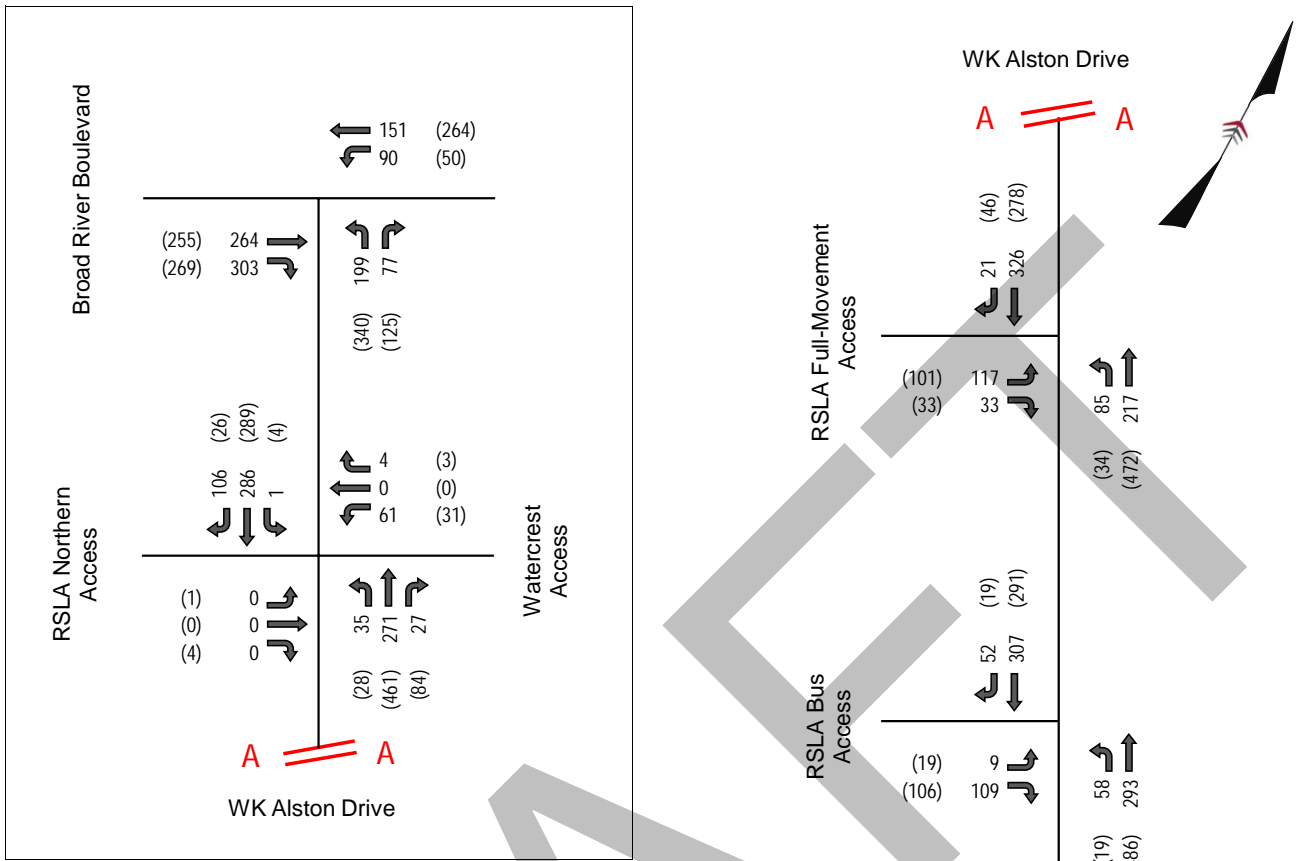 Broad River Boulevard
151 (264)
90 (50)
(255) 264
(269) 303
199 77
(340) (125)
(26) (289) (4)
106 286 1
4 (3)
0 (0)
61 (31)
RSLA Northern
Access
Watercrest
Access
(1) 0
(0) 0
(4) 0
35 271 27
(28) (461) (84)
A A
WK Alston Drive
WK Alston Drive
A A
(46) (278)
21 326
RSLA Full-Movement
Access
(101) 117
(33) 33
85 217
(34) (472)
(19) (291)
52 307
RSLA Bus
Access
(19) 9
(106) 109
58 293